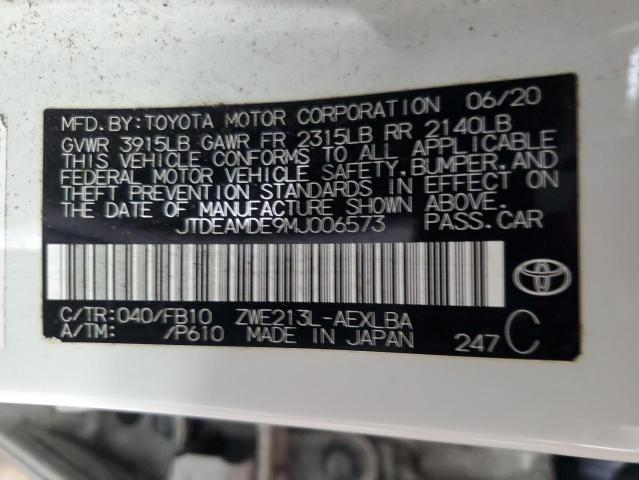 MFD.BY:TOYOTA MOTOR CORPORATION 06/20
GVWR 3915LB GAWR FR 2315LB RR 2140LB
THIS VEHICLE CONFORMS TO ALL APPLICABLE
FEDERAL MOTOR VEHICLE SAFETY,BUMPER,AND
THEFT PREVENTION STANDARDS IN EFFECT ON
THE DATE OF MANUFACTURE SHOWN ABOVE.
JTDEAMDE9MJ006573 PASS.CAR
C/TR:040/FB10 ZWE213L-AEXLBA
A/TM: /P610 MADE IN JAPAN 247 C